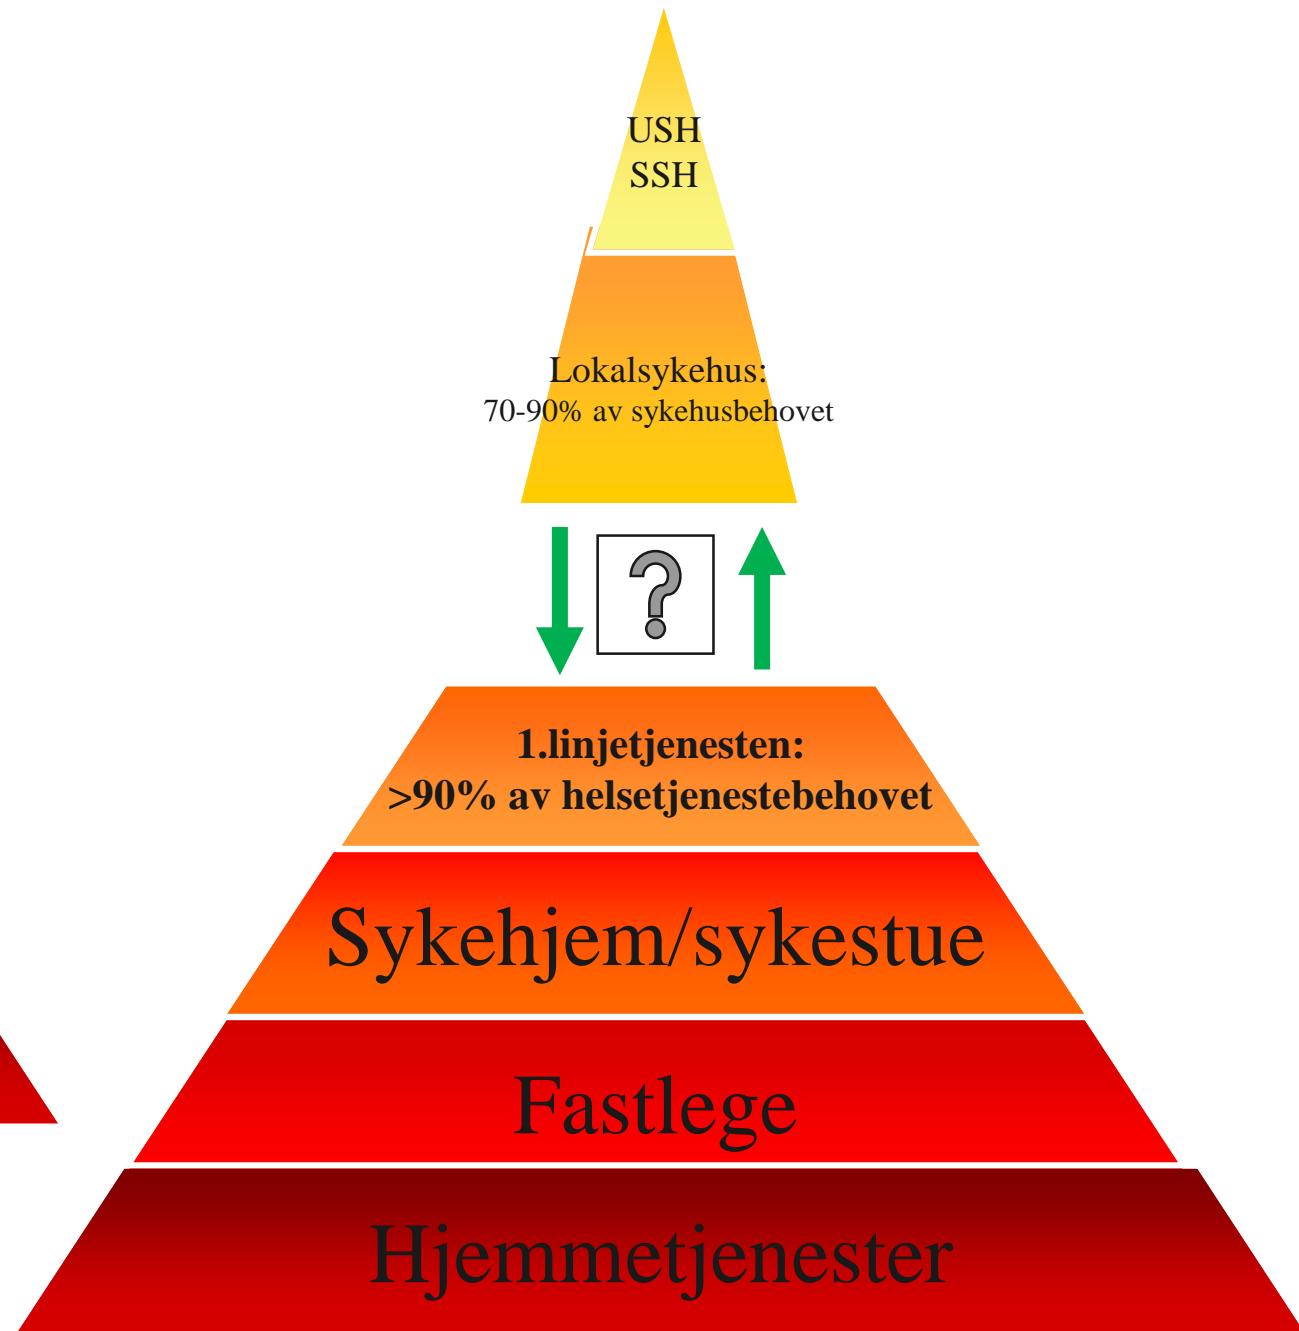 USH
SSH
Lokalsykehus:
70-90% av sykehusbehovet
?
1.linjetjenesten:
>90% av helsetjenestebehovet
Sykehjem/sykestue
Fastlege
Hjemmetjenester